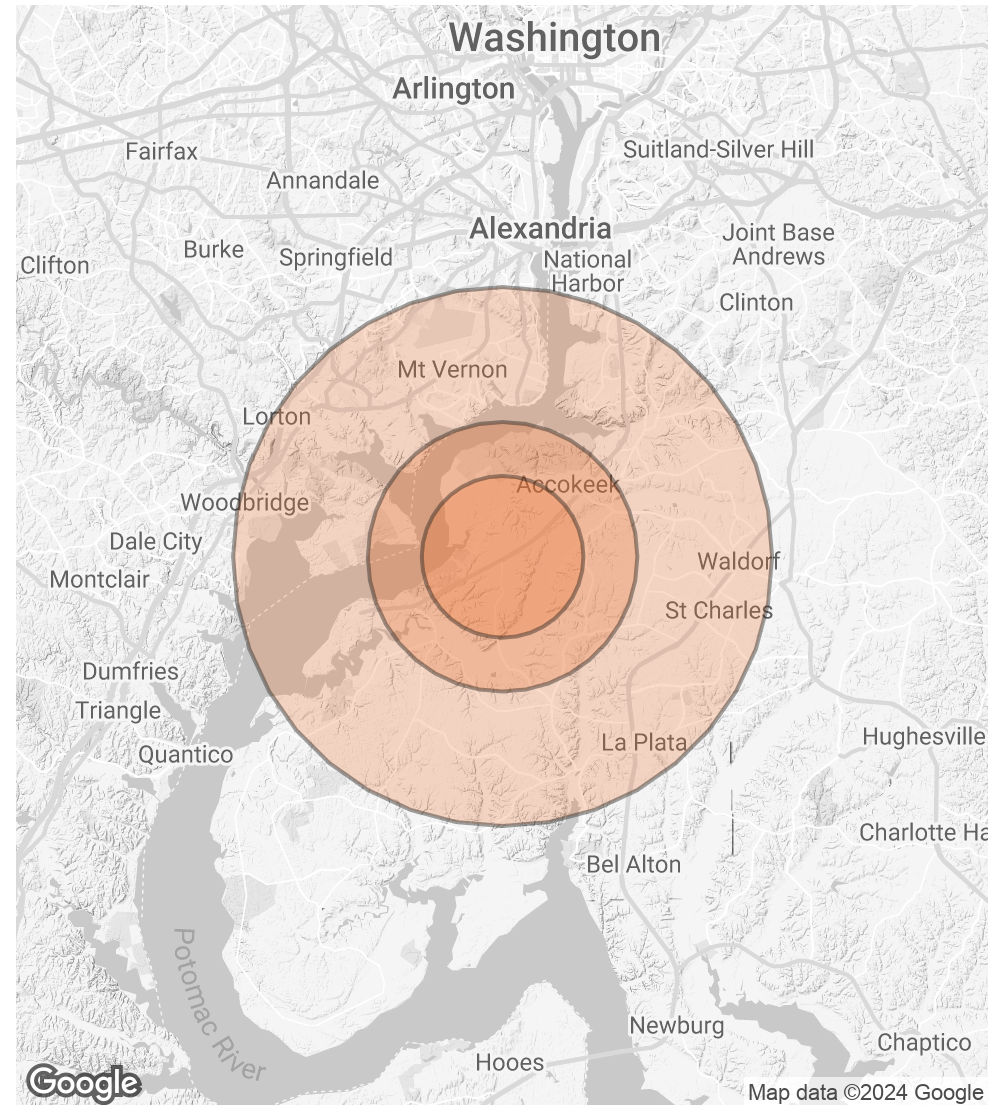 Washington
Arlington
Fairfax
Suitland-Silver Hill
Annandale
Alexandria
Joint Base
Andrews
Burke
Springfield
National
Harbor
Clifton
Clinton
Mt Vernon
Lorton
Accokeek
Woodbridge
Dale City
Waldorf
Montclair
St Charles
Dumfries
Triangle
Quantico
La Plata
Hughesville
Charlotte Ha
Bel Alton
Potomac River
Newburg
Chaptico
Hooes
Google
Map data ©2024 Google